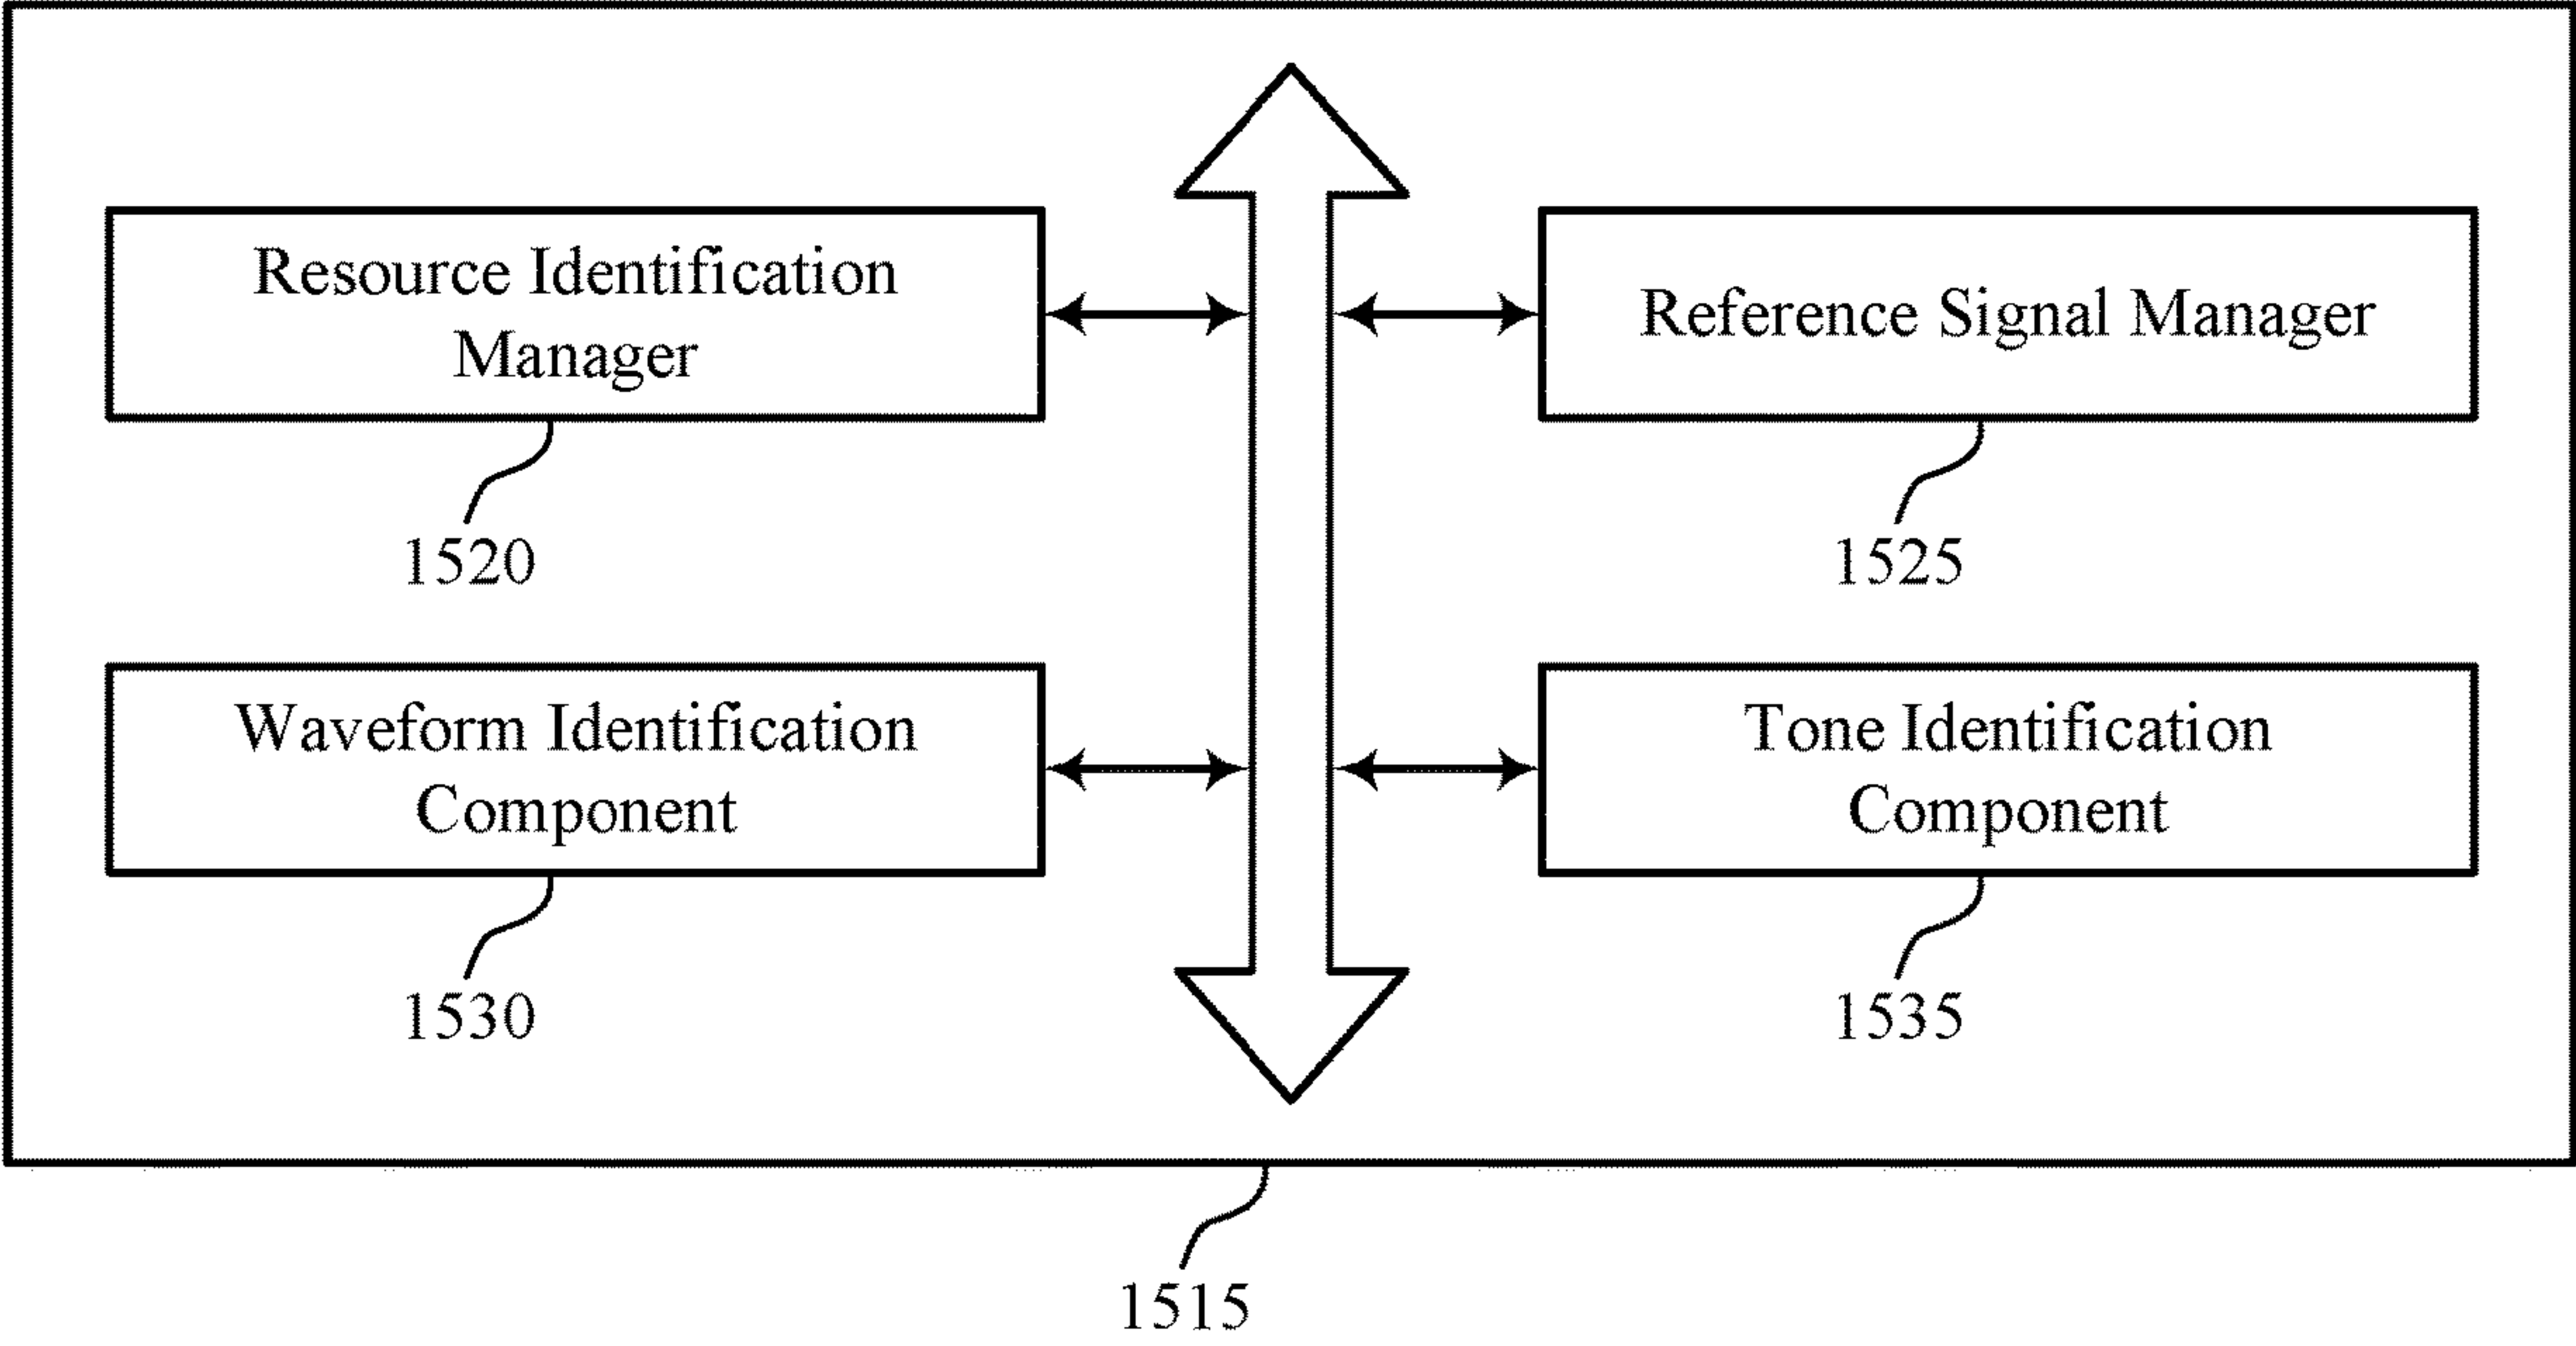 Resource Identification
Manager
Reference Signal Manager
1520
1525
Waveform Identification
Component
Tone Identification
Component
1530
1535
1515